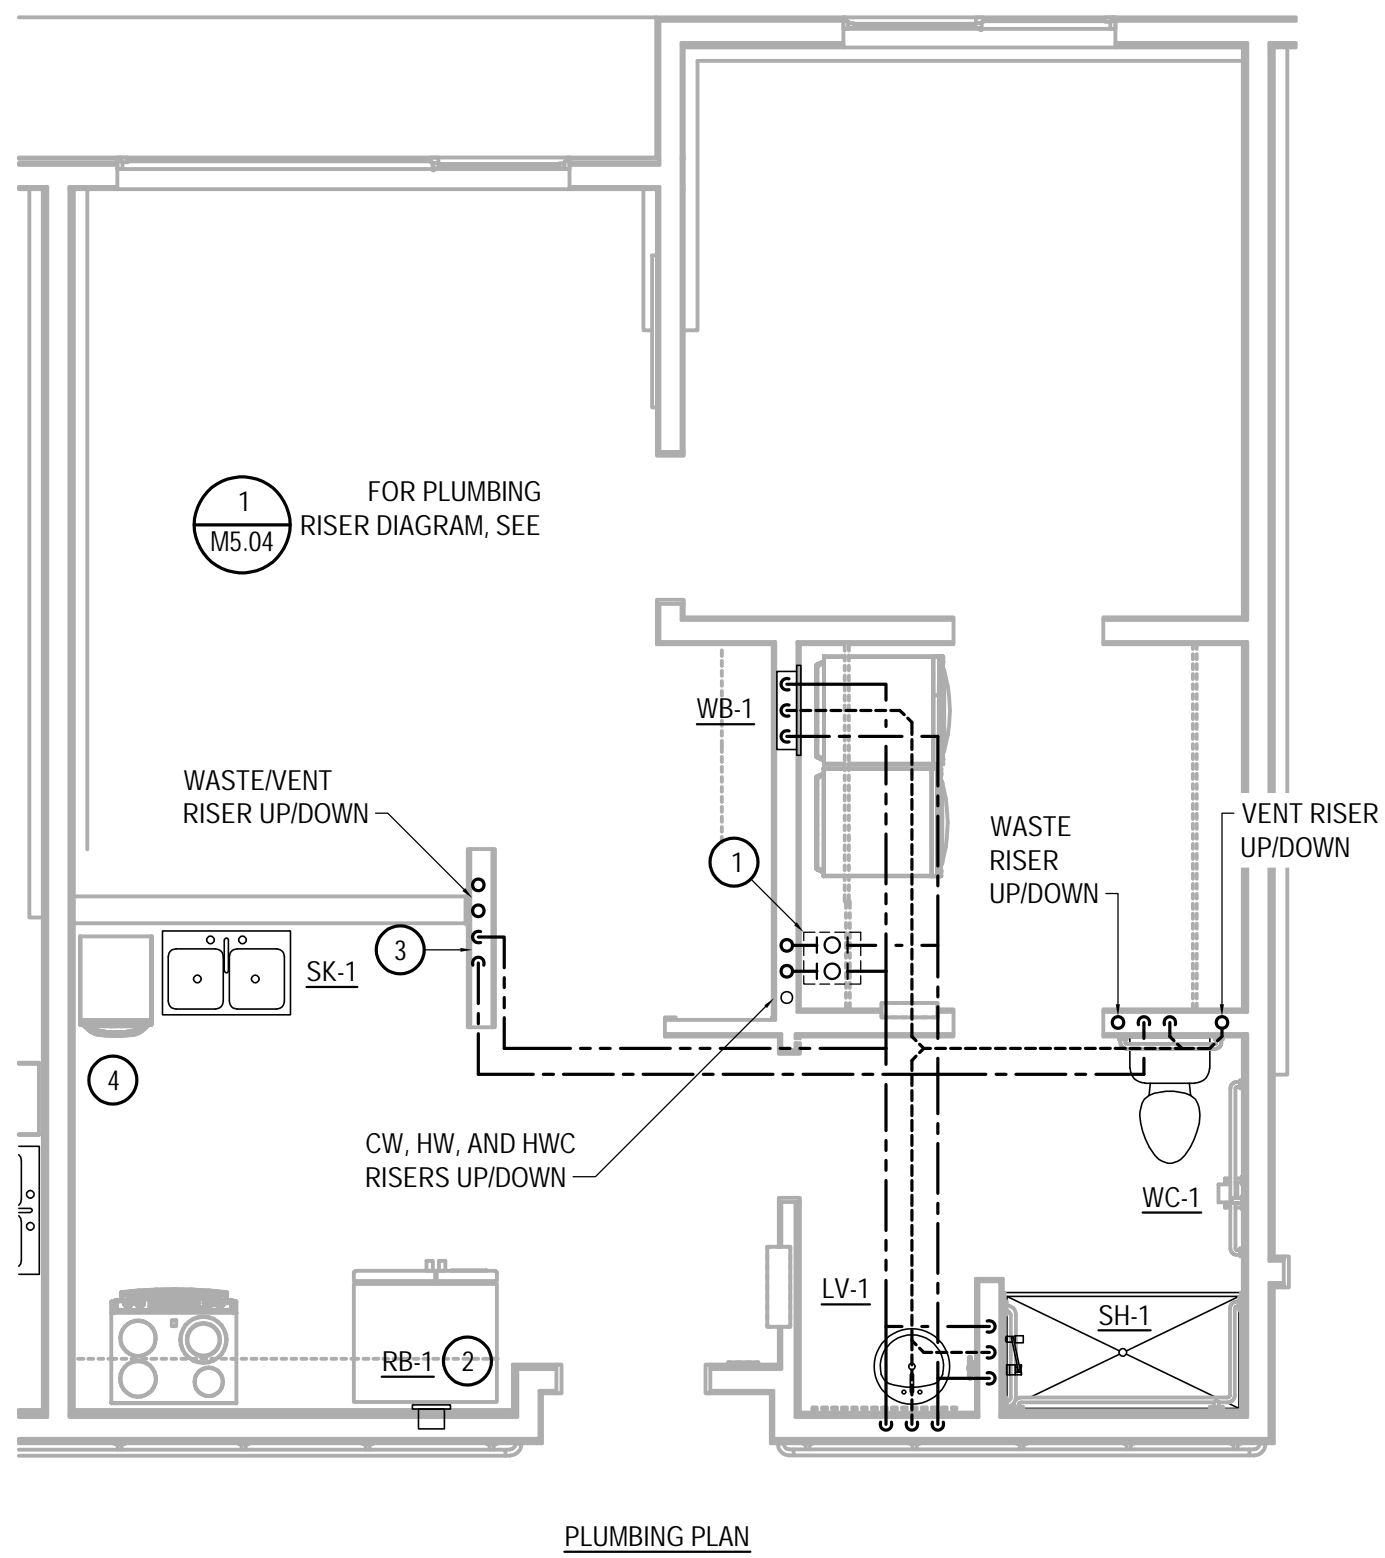 1
M5.04
FOR PLUMBING
RISER DIAGRAM, SEE
WB-1
WASTE/VENT
RISER UP/DOWN
1
WASTE
RISER
UP/DOWN
VENT RISER
UP/DOWN
3
SK-1
4
CW, HW, AND HWC
RISERS UP/DOWN
WC-1
LV-1
SH-1
RB-1
2
PLUMBING PLAN